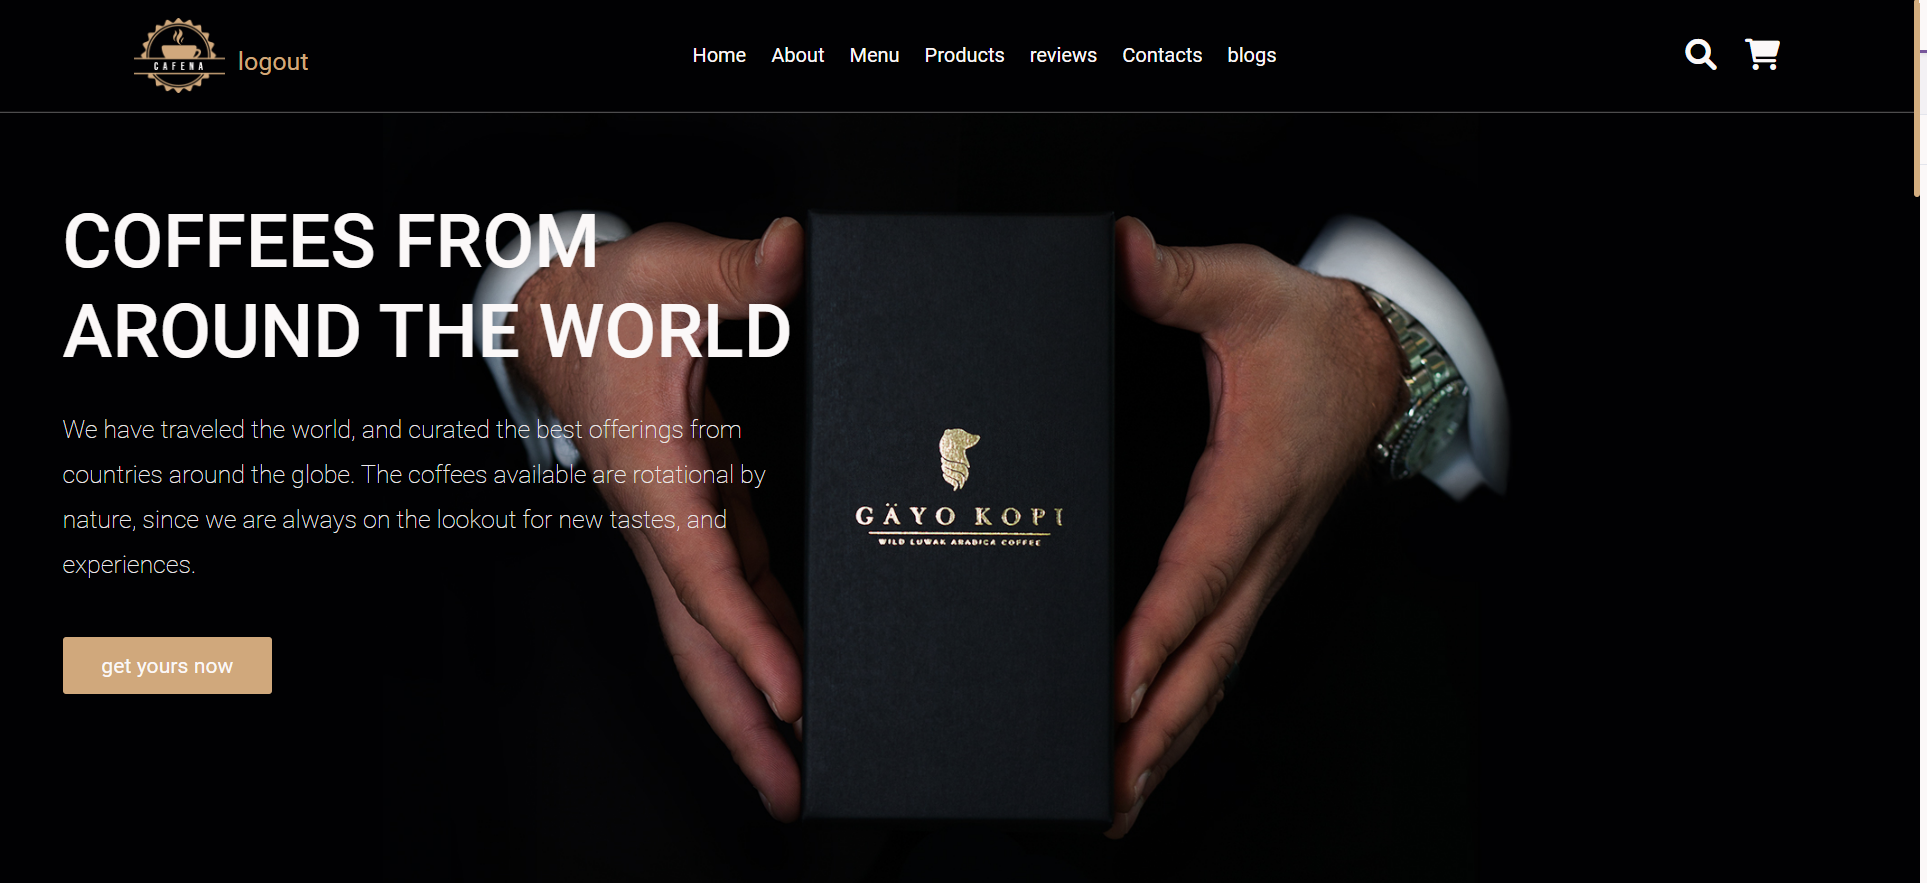 CAFENA
logout
Home About Menu Products reviews Contacts blogs
COFFEES FROM
AROUND THE WORLD
We have traveled the world, and curated the best offerings from
countries around the globe. The coffees available are rotational by
nature, since we are always on the lookout for new tastes, and
experiences.
get yours now
GÄYO KOPI
WILD LUWAK ARABICA COFFEE